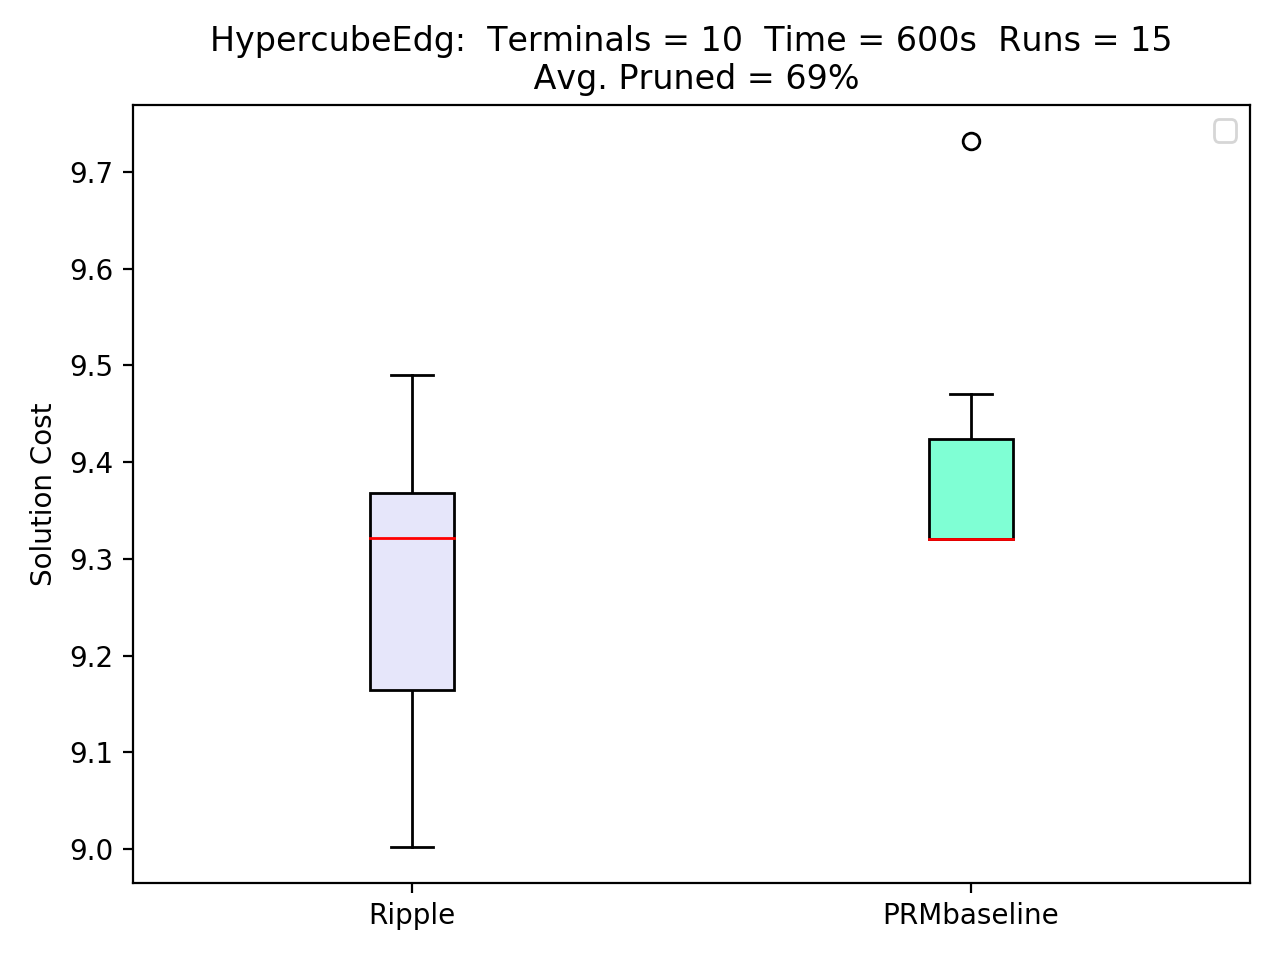 HypercubeEdg:  Terminals = 10  Time = 600s  Runs = 15
Avg. Pruned = 69%
9.7
9.6
9.5
9.4
9.3
9.2
9.1
9.0
Solution Cost
Ripple
PRMbaseline